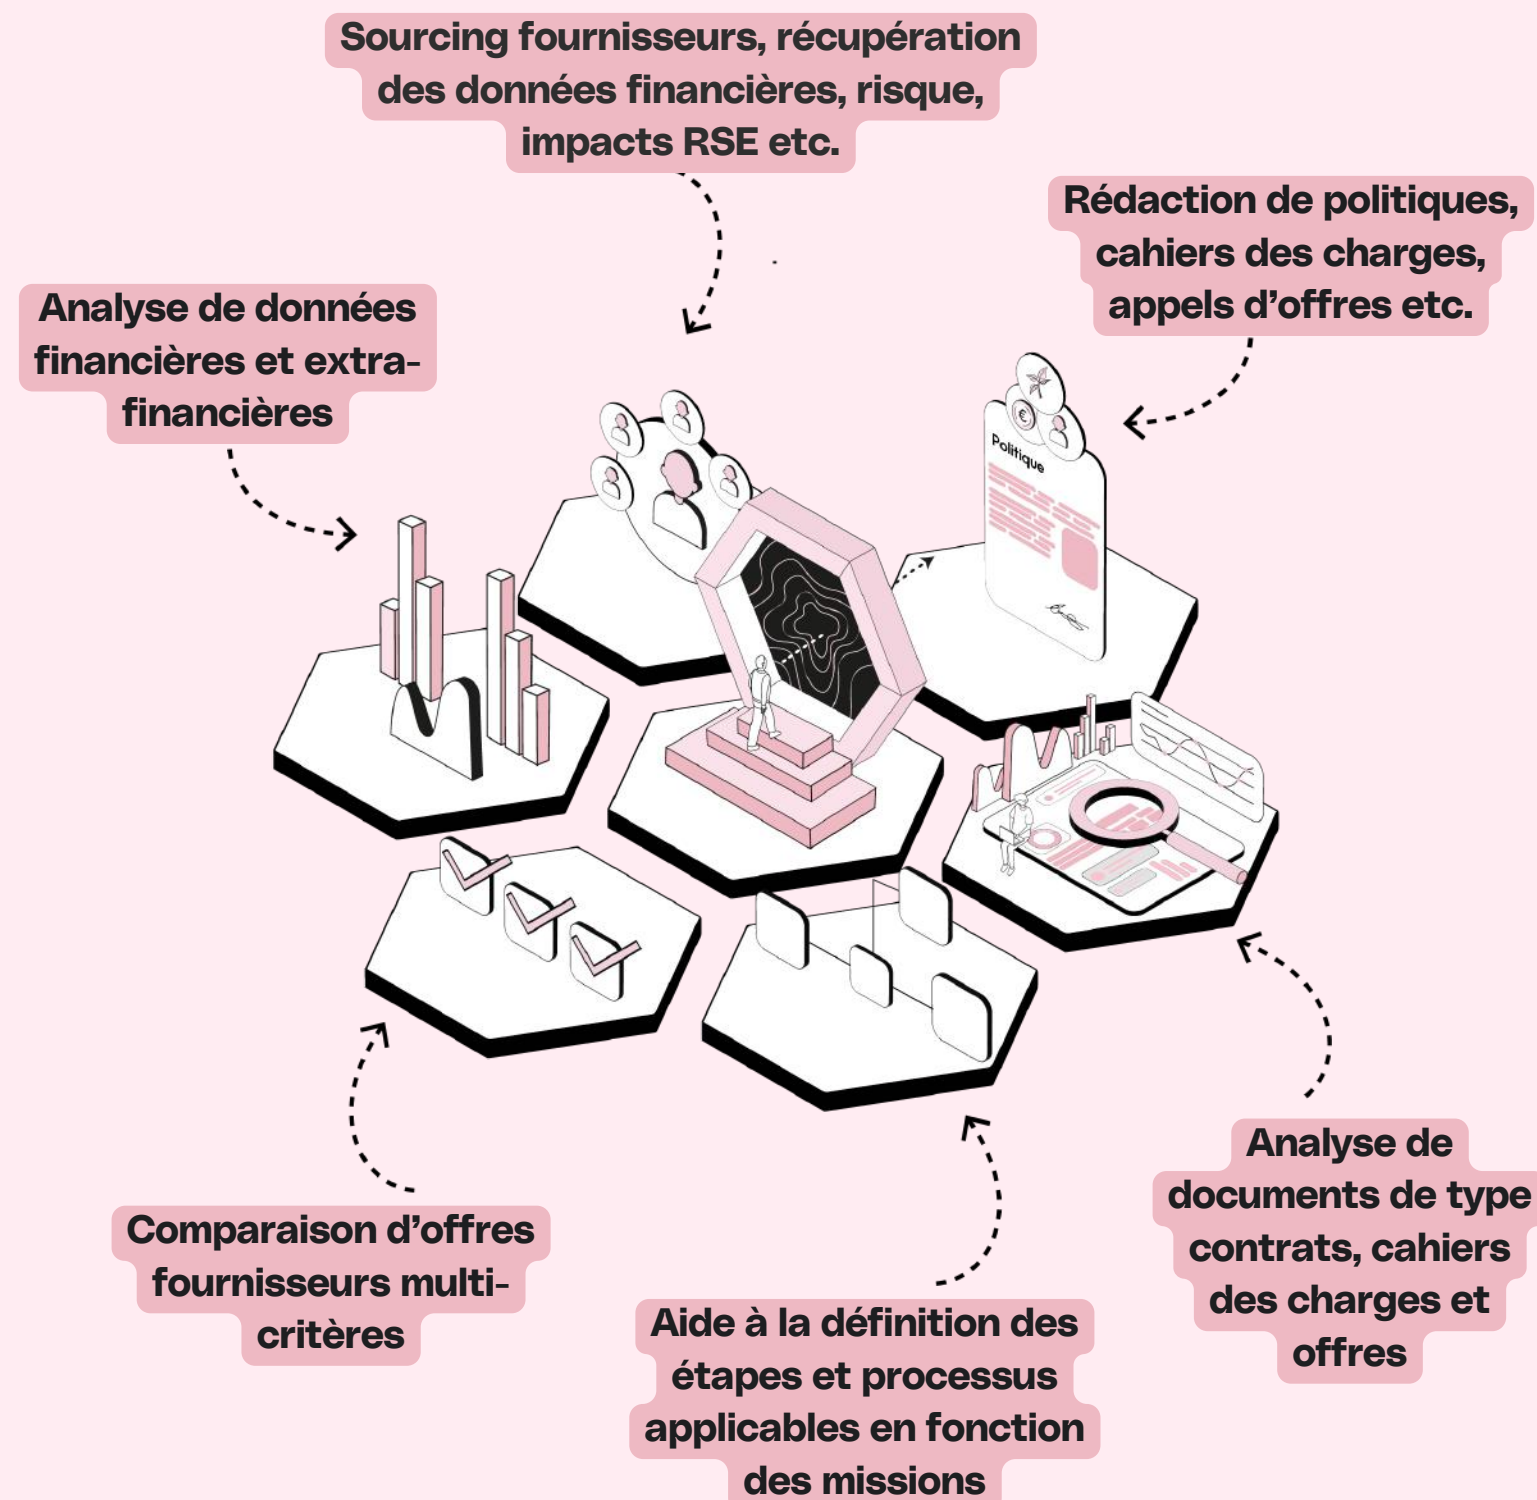 Sourcing fournisseurs, récupération
des données financières, risque,
impacts RSE etc.
Rédaction de politiques,
cahiers des charges,
appels d’offres etc.
Analyse de données
financières et extra-
financières
Politique
€
Analyse de
documents de type
contrats, cahiers
des charges et
offres
Comparaison d’offres
fournisseurs multi-
critères
Aide à la définition des
étapes et processus
applicables en fonction
des missions